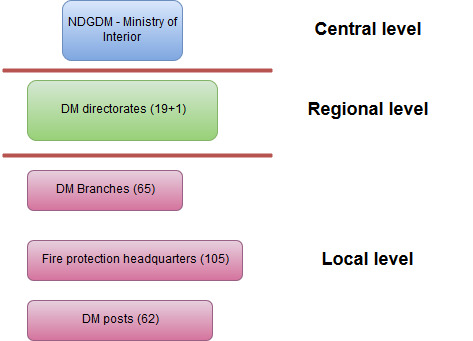 NDGDM - Ministry of
Interior
Central level
DM directorates (19+1)
Regional level
DM Branches (65)
Fire protection headquarters (105)
Local level
DM posts (62)